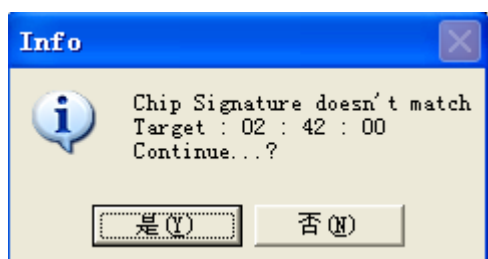 Info
Chip Signature doesn't match
Target : 02 : 42 : 00
Continue...?
是(Y) 否(N)